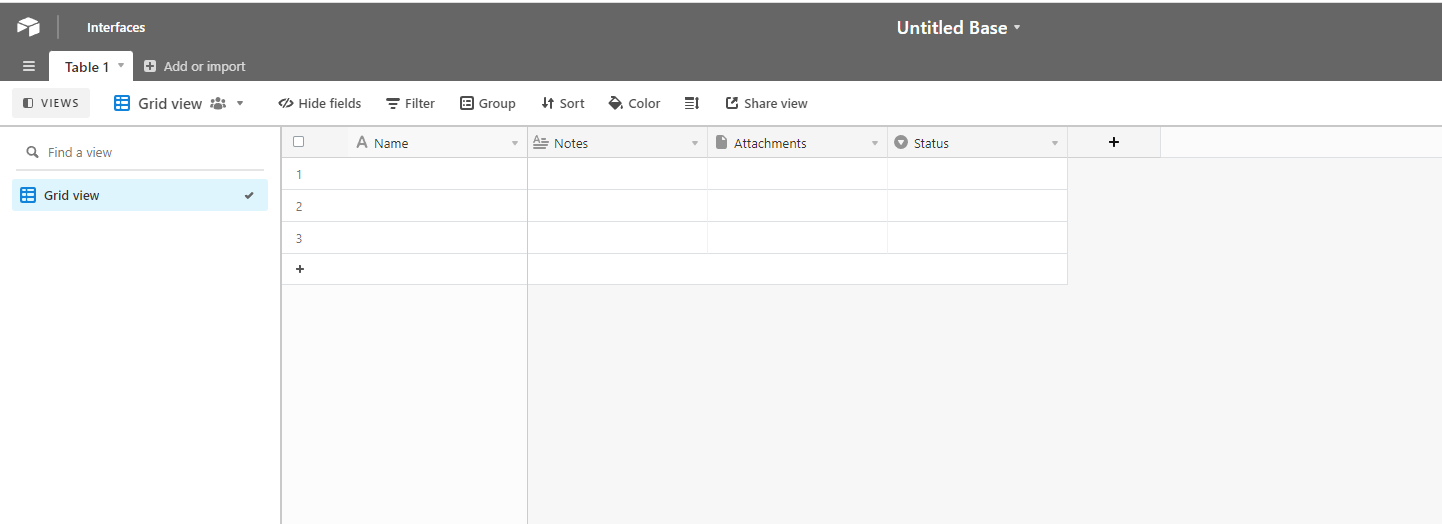 Interfaces
Untitled Base
Table 1
Add or import
VIEWS
Grid view
Hide fields
Filter
Group
Sort
Color
Share view
Find a view
Grid view
Name
Notes
Attachments
Status
1
2
3